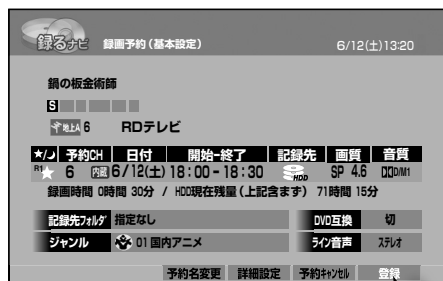 録るナビ 録画予約(基本設定) 6/12(土)13:20
鍋の板金術師
S
地上A 6 RDテレビ
★/♪ 予約CH 日付 開始-終了 記録先 画質 音質
R1 ★ 6 内蔵 6/12(土) 18:00-18:30 HDD SP 4.6 DD D/M1
録画時間 0時間 30分 / HDD現在残量(上記含まず) 71時間 15分
記録先フォルダ 指定なし DVD互換 切
ジャンル 01 国内アニメ ライン音声 ステレオ
予約名変更 詳細設定 予約キャンセル 登録